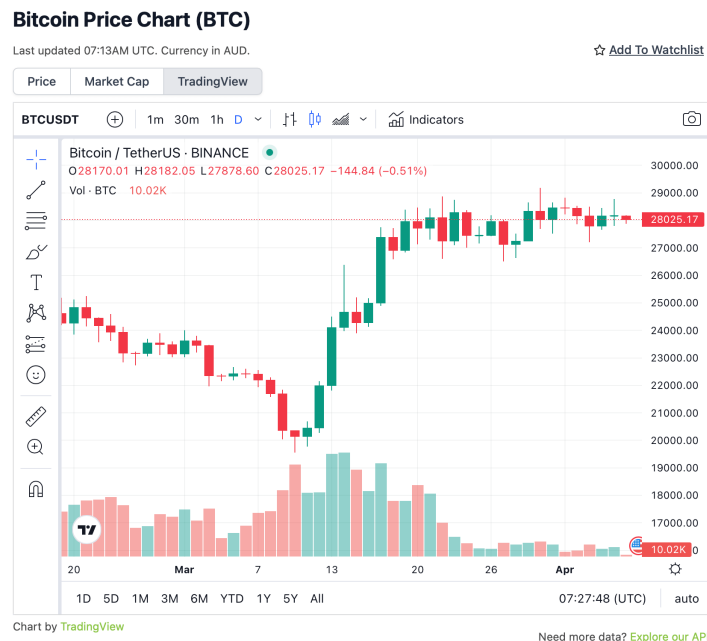 Bitcoin Price Chart (BTC)
Last updated 07:13AM UTC. Currency in AUD.
Add To Watchlist
Price Market Cap TradingView
BTCUSDT 1m 30m 1h D Indicators
Bitcoin / TetherUS · BINANCE
O28170.01 H28182.05 L27878.60 C28025.17 −144.84 (−0.51%)
Vol · BTC 10.02K
30000.00
29000.00
28025.17
27000.00
26000.00
25000.00
24000.00
23000.00
22000.00
21000.00
20000.00
19000.00
18000.00
17000.00
10.02K 0
20 Mar 7 13 20 26 Apr
1D 5D 1M 3M 6M YTD 1Y 5Y All 07:27:48 (UTC) auto
Chart by TradingView
Need more data? Explore our AP